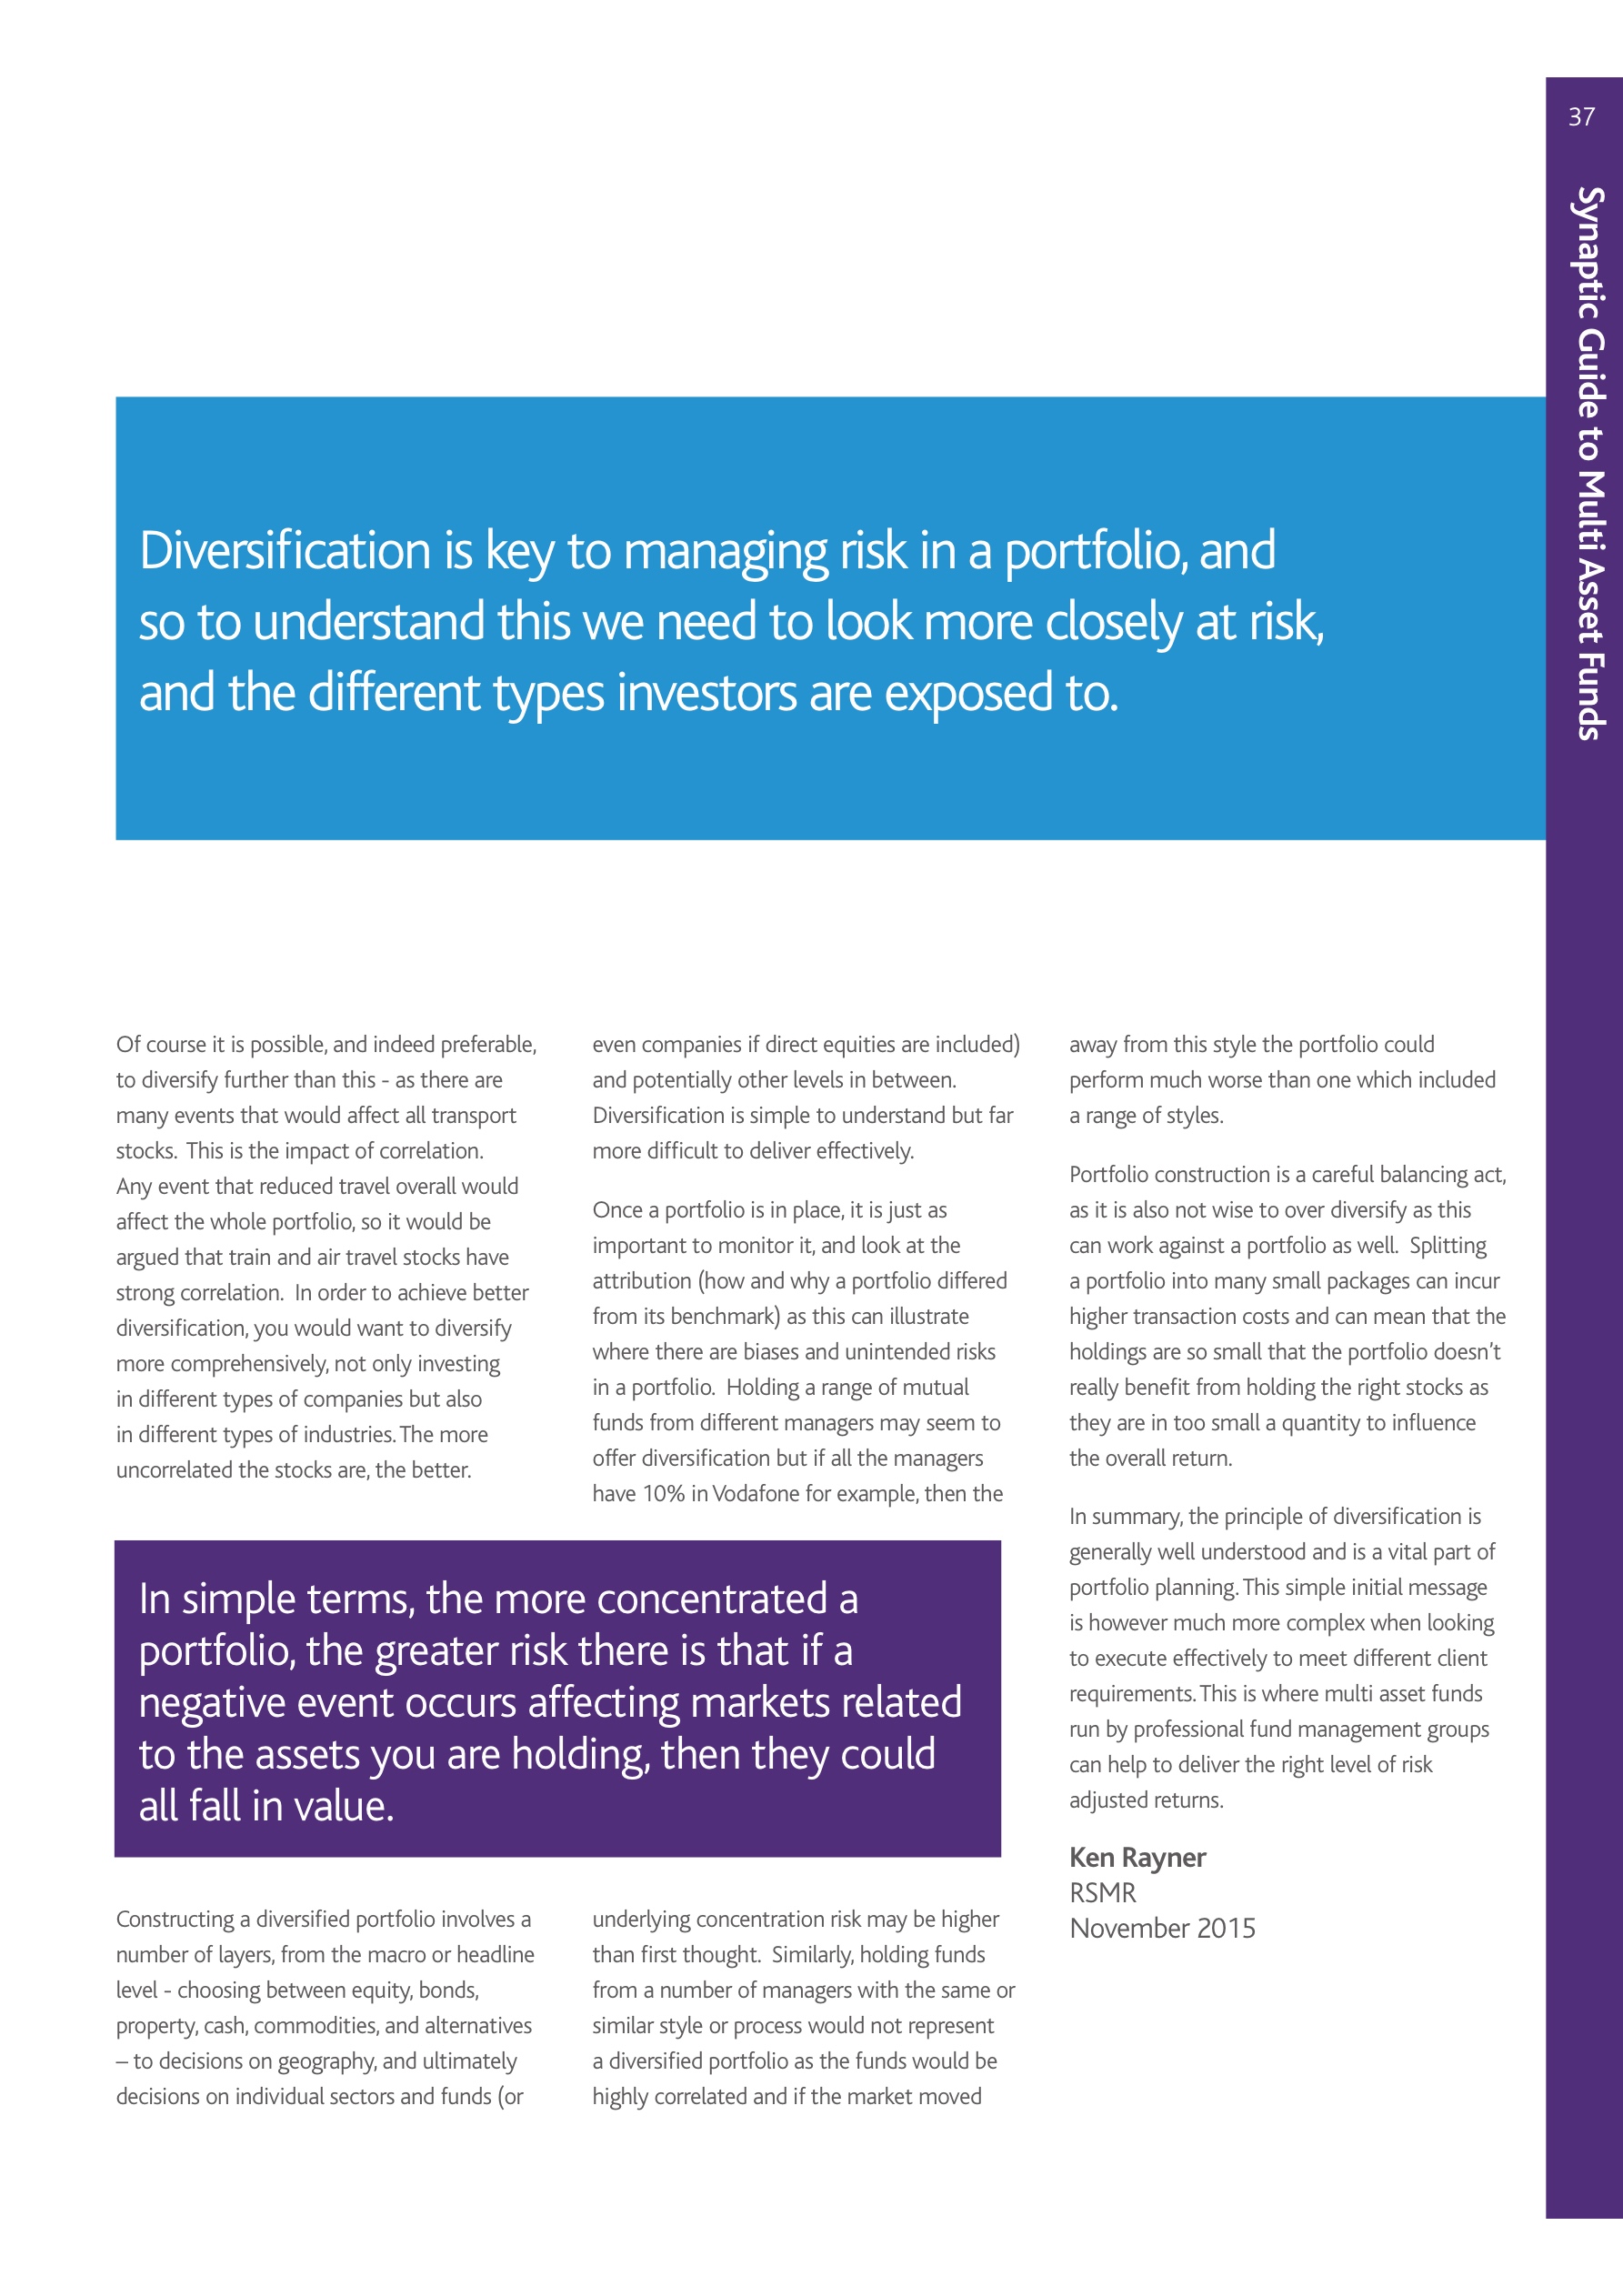 37
Synaptic Guide to Multi Asset Funds
Diversification is key to managing risk in a portfolio, and
so to understand this we need to look more closely at risk,
and the different types investors are exposed to.
Of course it is possible, and indeed preferable,
to diversify further than this - as there are
many events that would affect all transport
stocks.  This is the impact of correlation.
Any event that reduced travel overall would
affect the whole portfolio, so it would be
argued that train and air travel stocks have
strong correlation.  In order to achieve better
diversification, you would want to diversify
more comprehensively, not only investing
in different types of companies but also
in different types of industries. The more
uncorrelated the stocks are, the better.
In simple terms, the more concentrated a
portfolio, the greater risk there is that if a
negative event occurs affecting markets related
to the assets you are holding, then they could
all fall in value.
Constructing a diversified portfolio involves a
number of layers, from the macro or headline
level - choosing between equity, bonds,
property, cash, commodities, and alternatives
– to decisions on geography, and ultimately
decisions on individual sectors and funds (or
even companies if direct equities are included)
and potentially other levels in between.
Diversification is simple to understand but far
more difficult to deliver effectively.
Once a portfolio is in place, it is just as
important to monitor it, and look at the
attribution (how and why a portfolio differed
from its benchmark) as this can illustrate
where there are biases and unintended risks
in a portfolio.  Holding a range of mutual
funds from different managers may seem to
offer diversification but if all the managers
have 10% in Vodafone for example, then the
underlying concentration risk may be higher
than first thought.  Similarly, holding funds
from a number of managers with the same or
similar style or process would not represent
a diversified portfolio as the funds would be
highly correlated and if the market moved
away from this style the portfolio could
perform much worse than one which included
a range of styles.
Portfolio construction is a careful balancing act,
as it is also not wise to over diversify as this
can work against a portfolio as well.  Splitting
a portfolio into many small packages can incur
higher transaction costs and can mean that the
holdings are so small that the portfolio doesn't
really benefit from holding the right stocks as
they are in too small a quantity to influence
the overall return.
In summary, the principle of diversification is
generally well understood and is a vital part of
portfolio planning. This simple initial message
is however much more complex when looking
to execute effectively to meet different client
requirements. This is where multi asset funds
run by professional fund management groups
can help to deliver the right level of risk
adjusted returns.
Ken Rayner
RSMR
November 2015